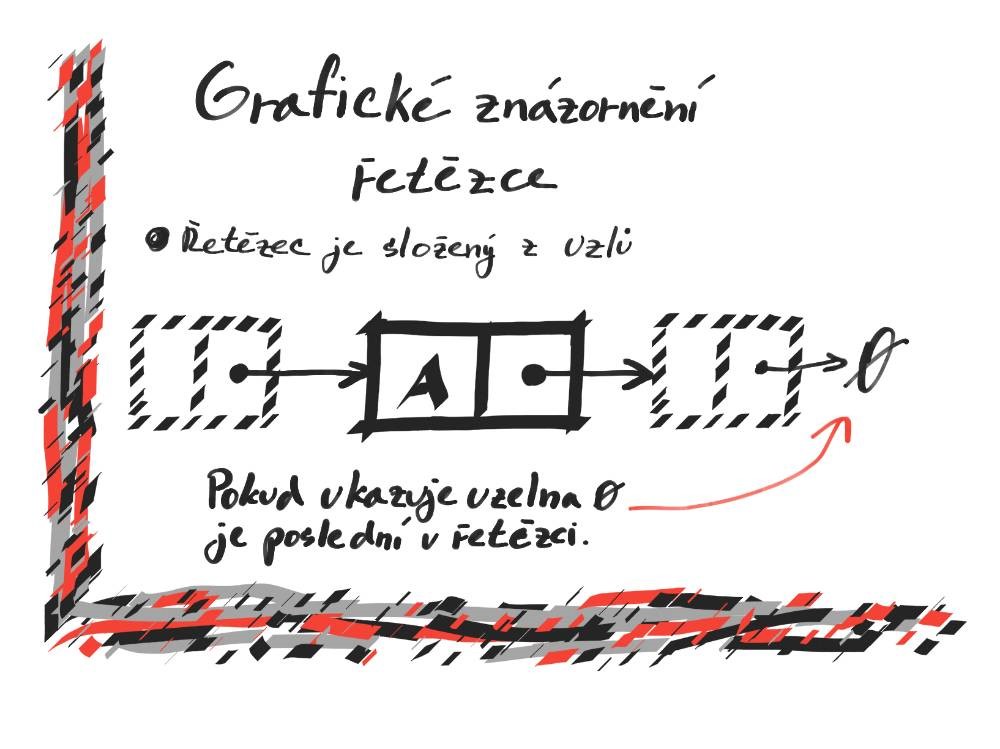 Grafické znázornění
řetězce
Řetězec je složený z uzlů
A
Ø
Pokud ukazuje uzel na Ø
je poslední v řetězci.